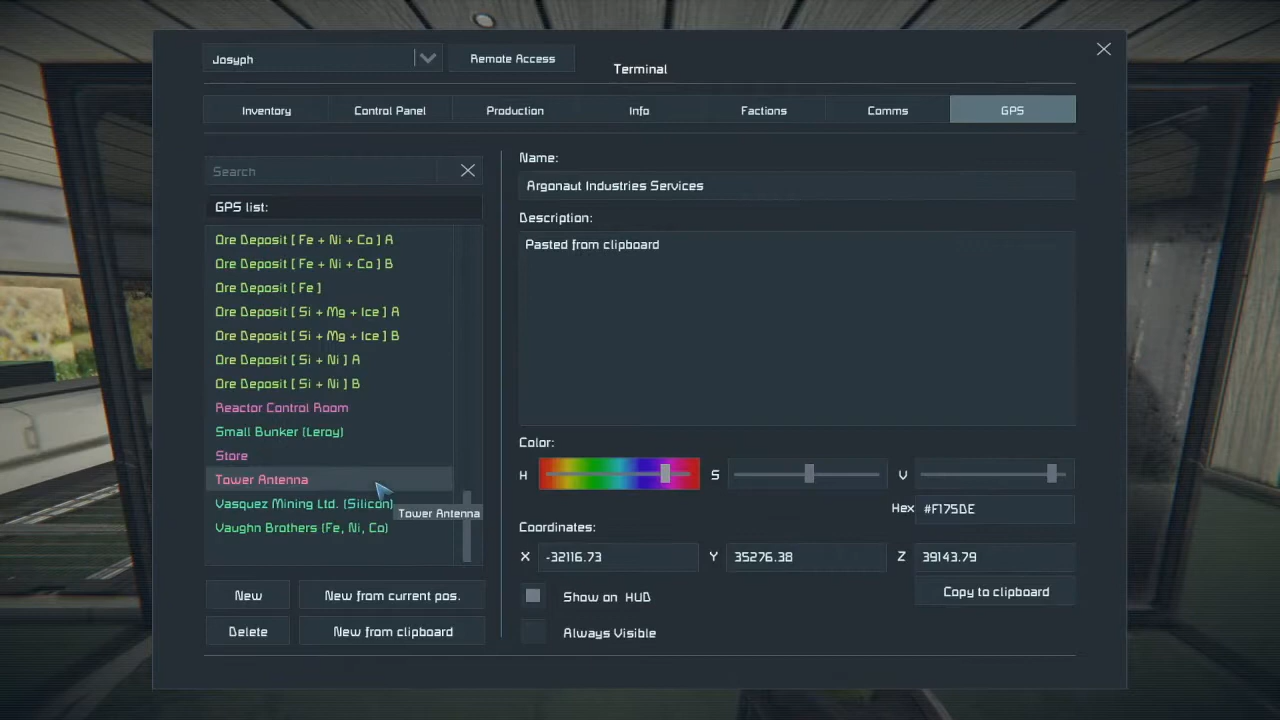 Josyph
Remote Access
Terminal
Inventory
Control Panel
Production
Info
Factions
Comms
GPS
Search
GPS list:
Ore Deposit [ Fe + Ni + Co ] A
Ore Deposit [ Fe + Ni + Co ] B
Ore Deposit [ Fe ]
Ore Deposit [ Si + Mg + Ice ] A
Ore Deposit [ Si + Mg + Ice ] B
Ore Deposit [ Si + Ni ] A
Ore Deposit [ Si + Ni ] B
Reactor Control Room
Small Bunker (Leroy)
Store
Tower Antenna
Vasquez Mining Ltd. (Silicon)
Tower Antenna
Vaughn Brothers (Fe, Ni, Co)
New
New from current pos.
Delete
New from clipboard
Name:
Argonaut Industries Services
Description:
Pasted from clipboard
Color:
H
S
V
Hex
#F175DE
Coordinates:
X
-32116.73
Y
35276.38
Z
39143.79
Show on HUD
Copy to clipboard
Always Visible